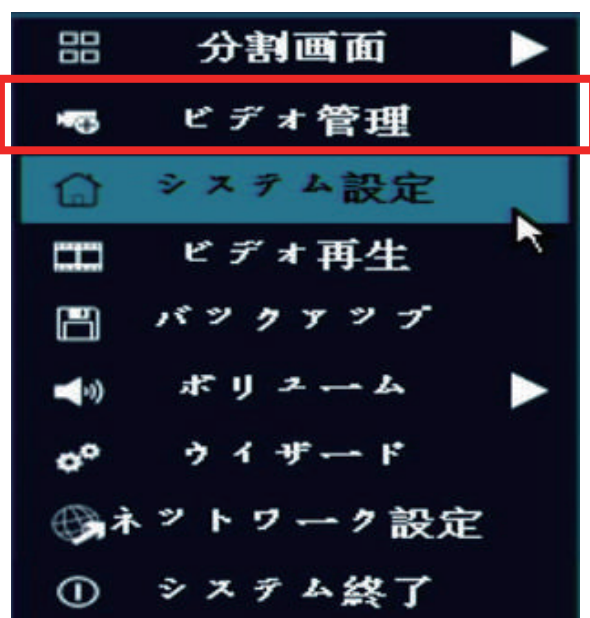 分割画面
ビデオ管理
システム設定
ビデオ再生
バックアップ
ボリューム
ウイザード
ネットワーク設定
システム終了